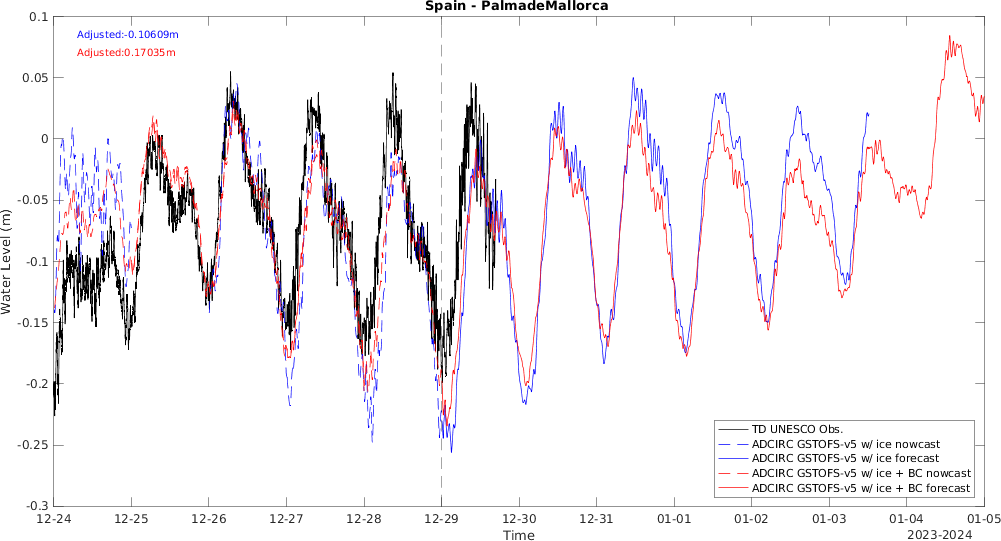 Spain - PalmadeMallorca
Adjusted:-0.10609m
Adjusted:0.17035m
0.1
0.05
0
-0.05
-0.1
-0.15
-0.2
-0.25
-0.3
Water Level (m)
TD UNESCO Obs.
ADCIRC GSTOFS-v5 w/ ice nowcast
ADCIRC GSTOFS-v5 w/ ice forecast
ADCIRC GSTOFS-v5 w/ ice + BC nowcast
ADCIRC GSTOFS-v5 w/ ice + BC forecast
12-24 12-25 12-26 12-27 12-28 12-29 12-30 12-31 01-01 01-02 01-03 01-04 01-05
Time
2023-2024